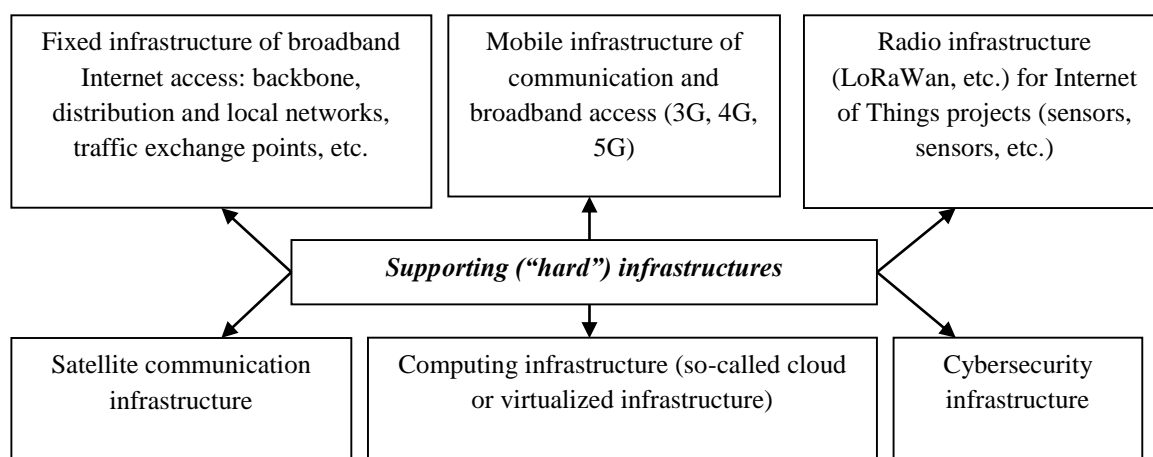 Fixed infrastructure of broadband
Internet access: backbone,
distribution and local networks,
traffic exchange points, etc.
Mobile infrastructure of
communication and
broadband access (3G, 4G,
5G)
Radio infrastructure
(LoRaWan, etc.) for Internet
of Things projects (sensors,
sensors, etc.)
Supporting (“hard”) infrastructures
Satellite communication
infrastructure
Computing infrastructure (so-called cloud
or virtualized infrastructure)
Cybersecurity
infrastructure